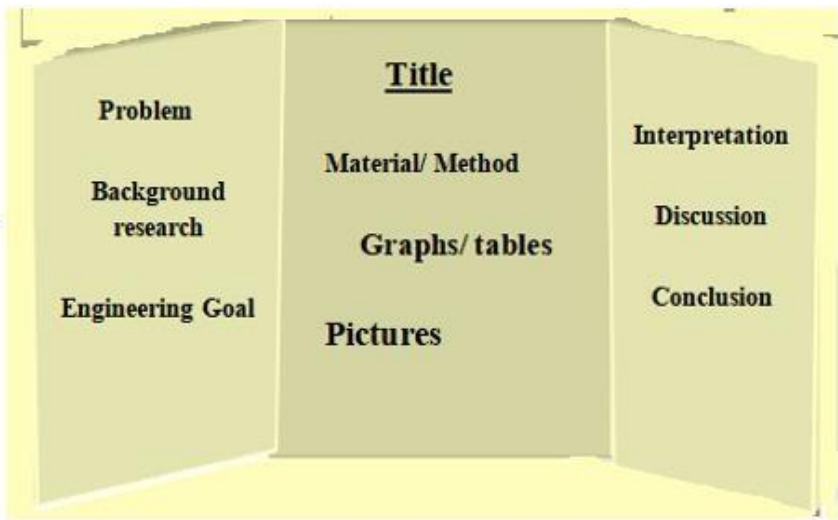 Problem
Background
research
Engineering Goal
Title
Material/ Method
Graphs/ tables
Pictures
Interpretation
Discussion
Conclusion